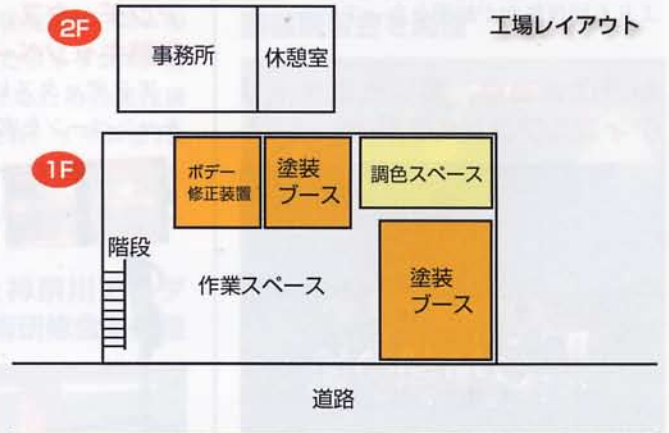 工場レイアウト
2F
事務所
休憩室
1F
ボデー
修正装置
塗装
ブース
調色スペース
階段
作業スペース
塗装
ブース
道路